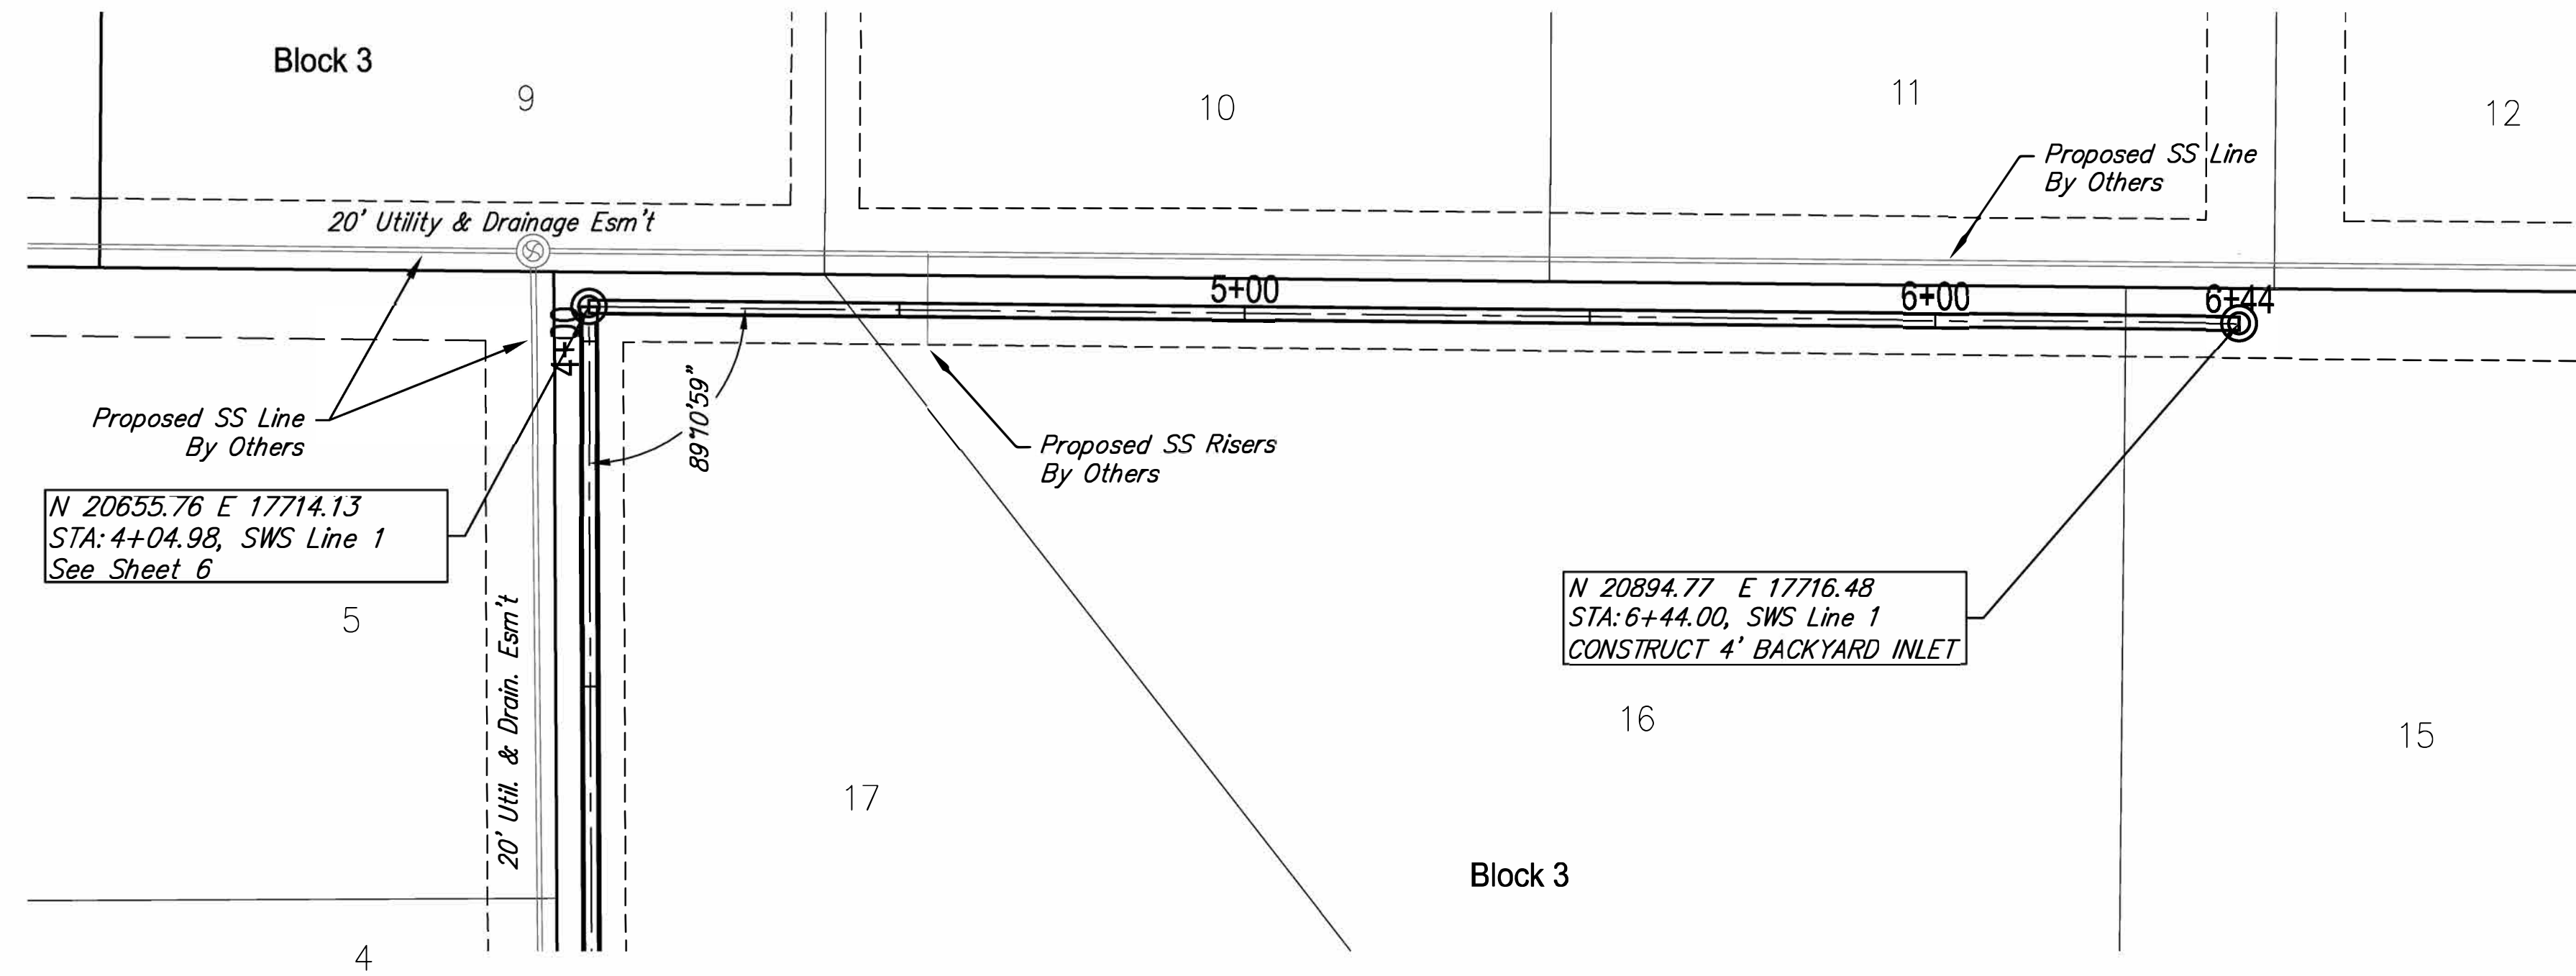 Block 3
9
10
11
12
Proposed SS Line
By Others
20' Utility & Drainage Esm't
5+00
6+00
6+44
4+00
89°10'59"
Proposed SS Line
By Others
Proposed SS Risers
By Others
N 20655.76 E 17714.13
STA:4+04.98, SWS Line 1
See Sheet 6
N 20894.77 E 17716.48
STA:6+44.00, SWS Line 1
CONSTRUCT 4' BACKYARD INLET
5
20' Util. & Drain. Esm't
16
15
17
Block 3
4